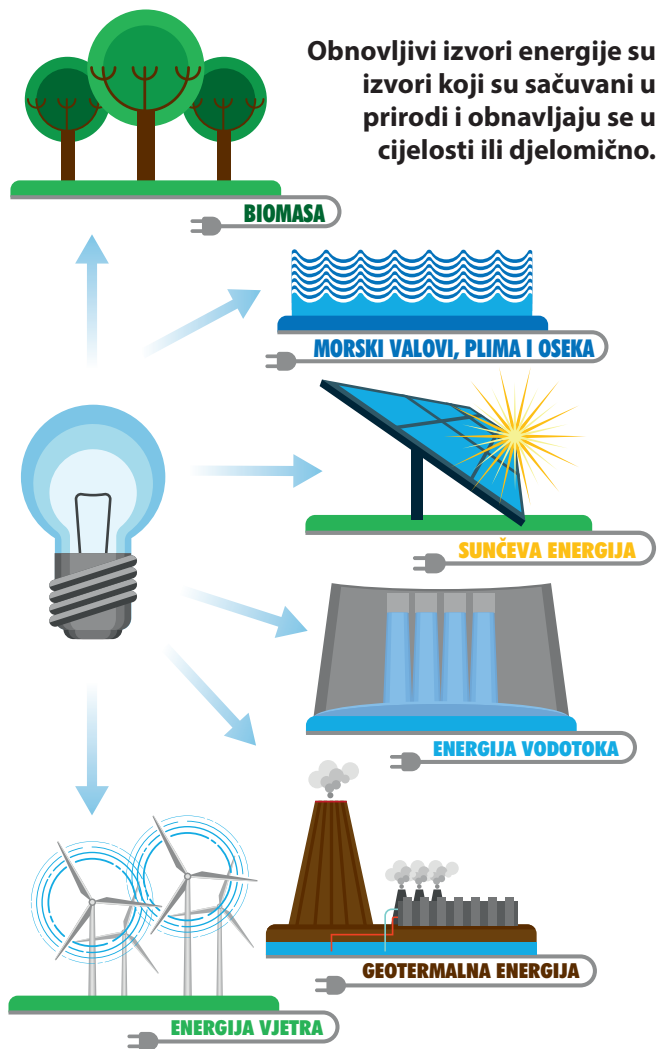 Obnovljivi izvori energije su
izvori koji su sačuvani u
prirodi i obnavljaju se u
cijelosti ili djelomično.
BIOMASA
MORSKI VALOVI, PLIMA I OSEKA
SUNČEVA ENERGIJA
ENERGIJA VODOTOKA
GEOTERMALNA ENERGIJA
ENERGIJA VJETRA